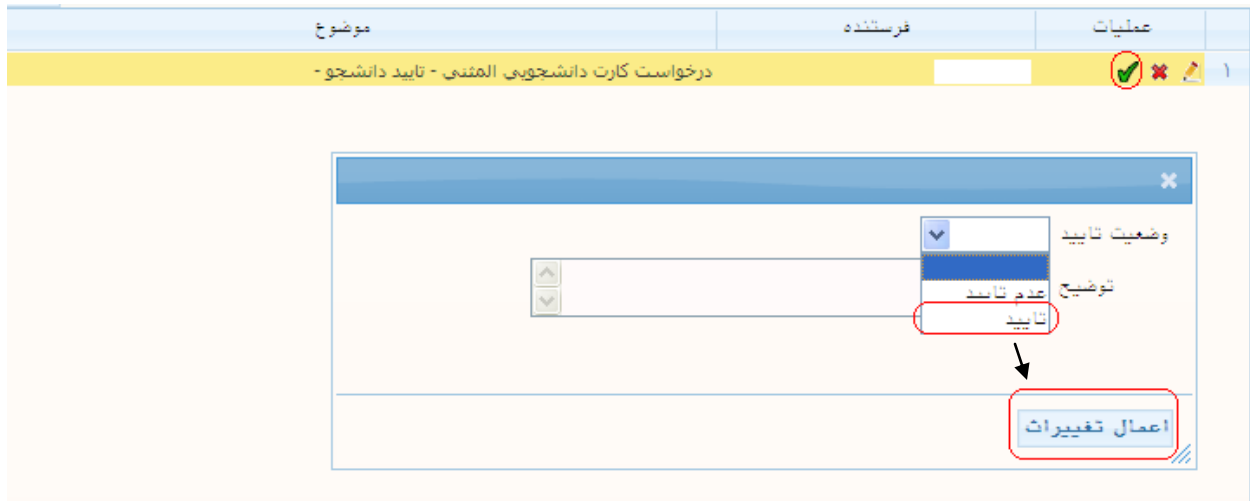 عملیات فرستنده موضوع
۱ درخواست کارت دانشجویی المثنی - تایید دانشجو -
وضعیت تایید
عدم تایید
تایید
توضیح
اعمال تغییرات